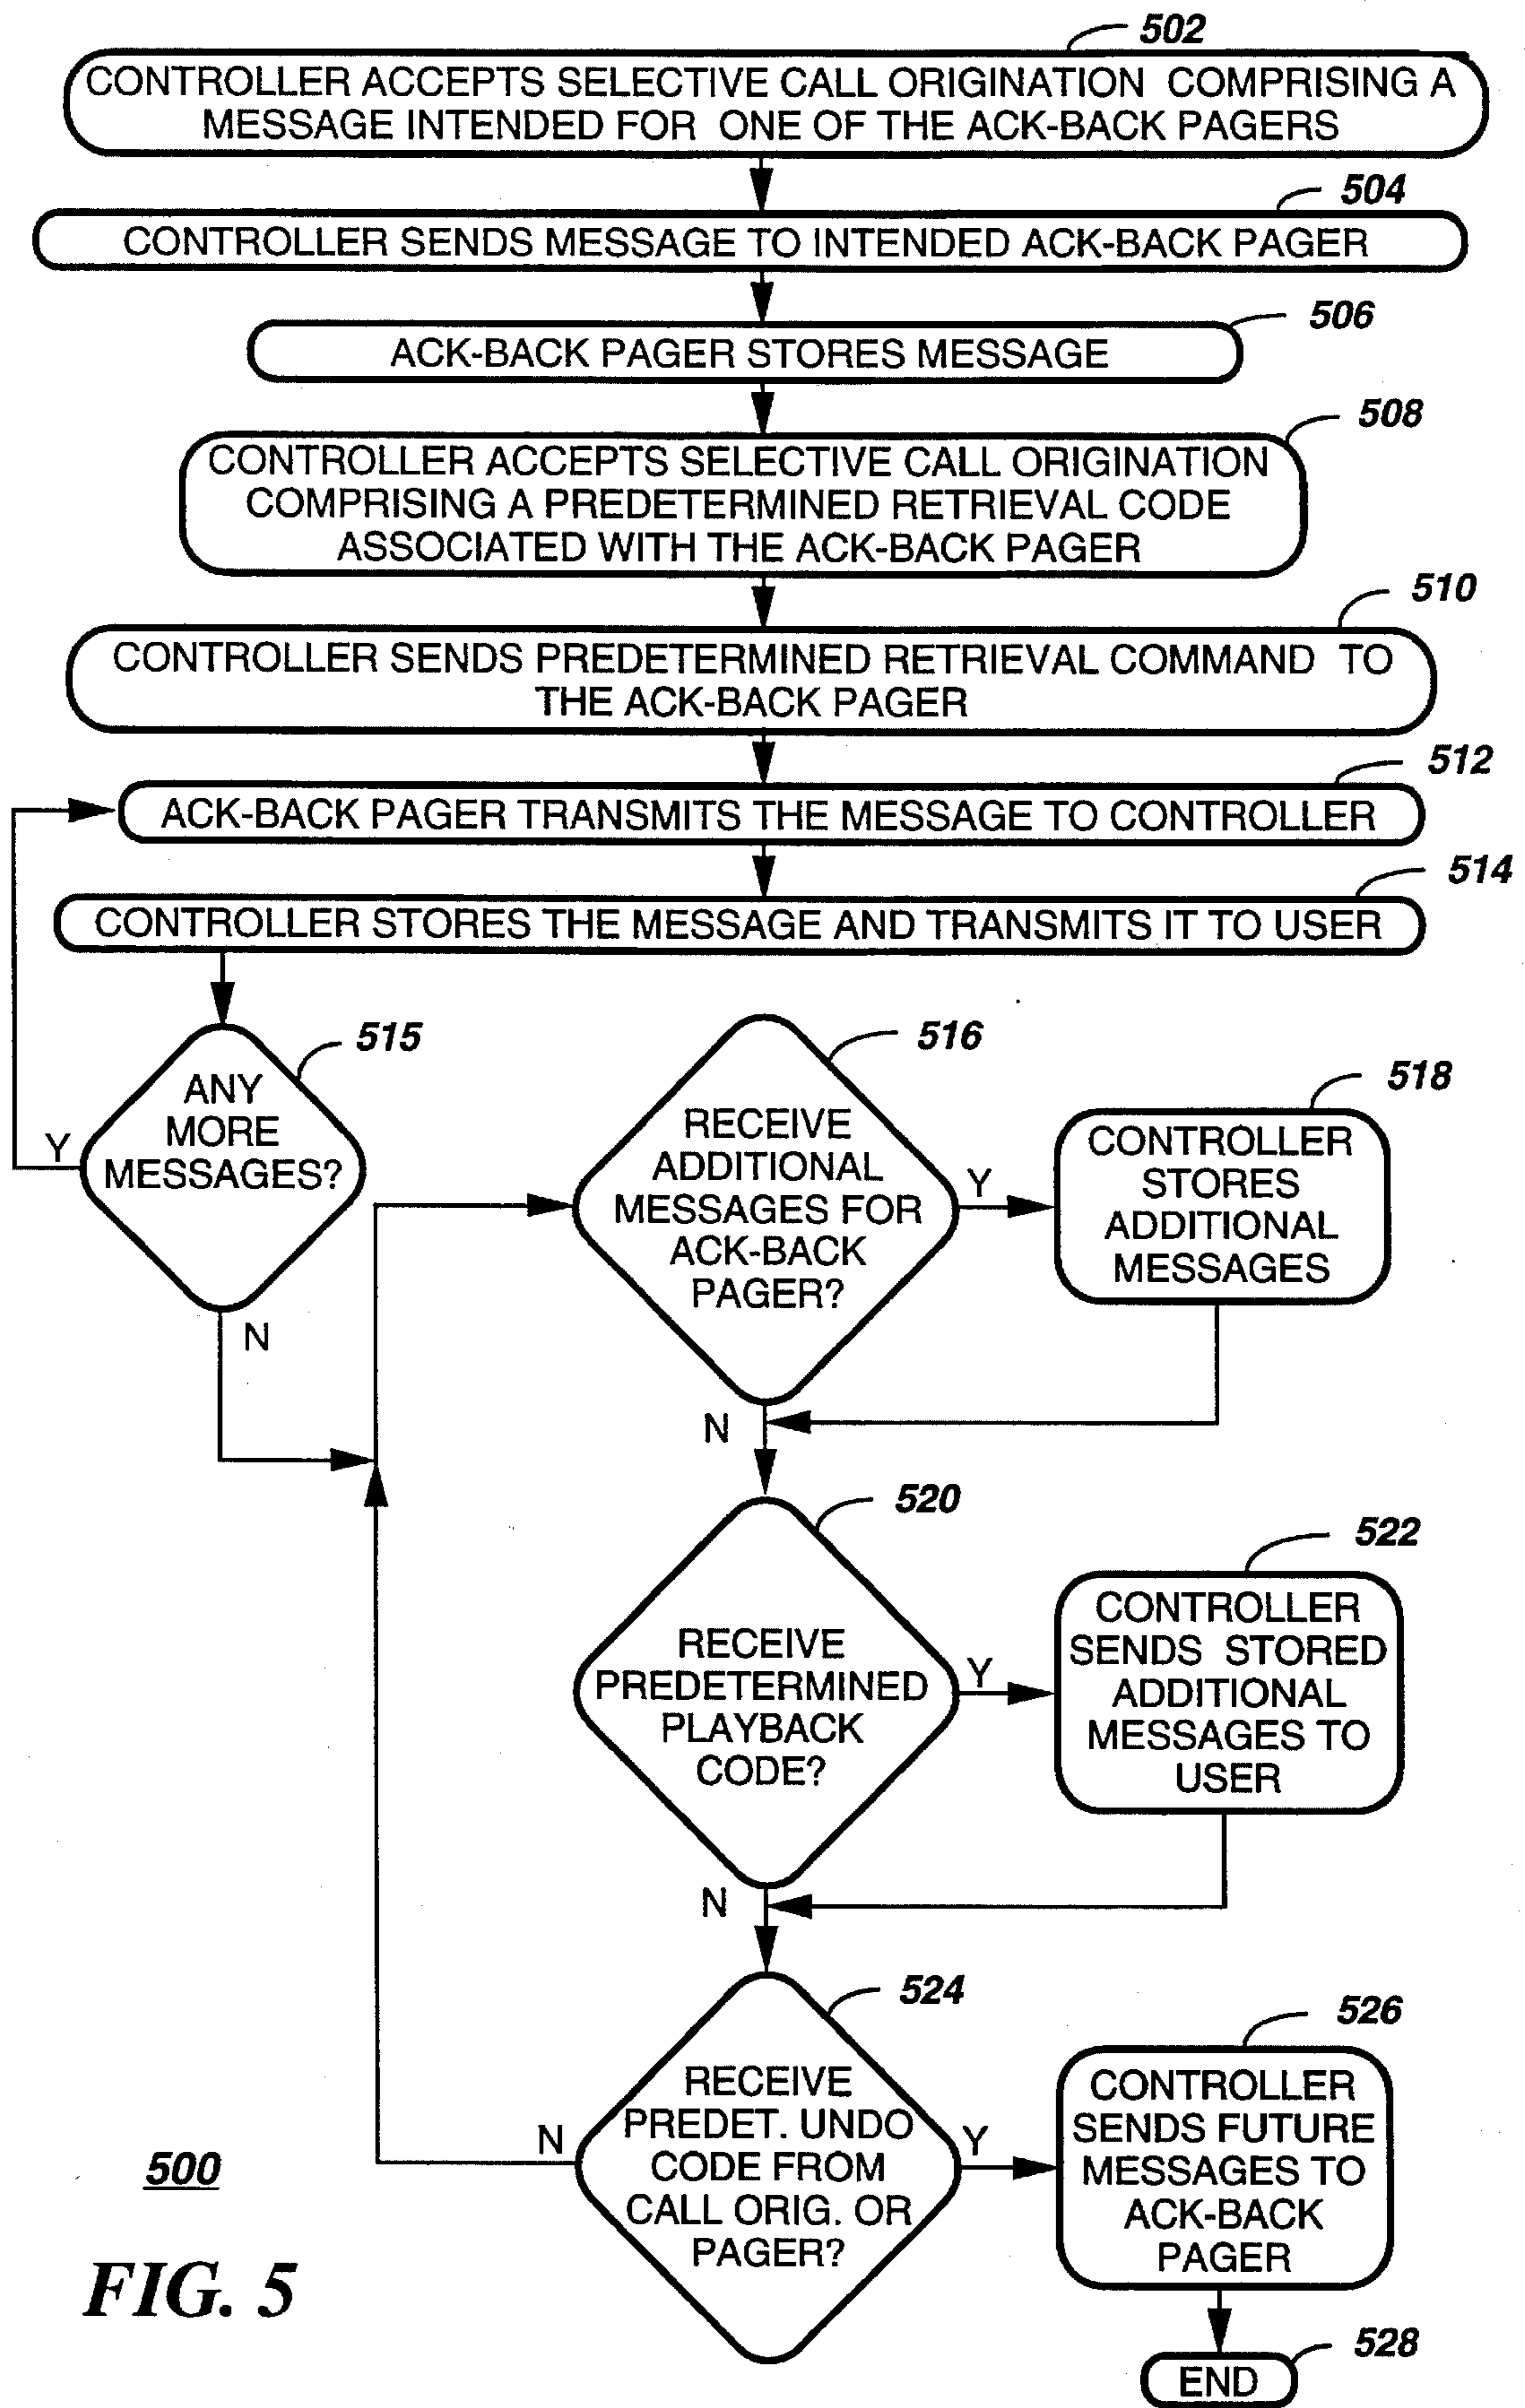 502
CONTROLLER ACCEPTS SELECTIVE CALL ORIGINATION COMPRISING A
MESSAGE INTENDED FOR ONE OF THE ACK-BACK PAGERS
504
CONTROLLER SENDS MESSAGE TO INTENDED ACK-BACK PAGER
506
ACK-BACK PAGER STORES MESSAGE
508
CONTROLLER ACCEPTS SELECTIVE CALL ORIGINATION
COMPRISING A PREDETERMINED RETRIEVAL CODE
ASSOCIATED WITH THE ACK-BACK PAGER
510
CONTROLLER SENDS PREDETERMINED RETRIEVAL COMMAND TO
THE ACK-BACK PAGER
512
ACK-BACK PAGER TRANSMITS THE MESSAGE TO CONTROLLER
514
CONTROLLER STORES THE MESSAGE AND TRANSMITS IT TO USER
515
ANY
MORE
MESSAGES?
Y
N
516
RECEIVE
ADDITIONAL
MESSAGES FOR
ACK-BACK
PAGER?
Y
N
518
CONTROLLER
STORES
ADDITIONAL
MESSAGES
520
RECEIVE
PREDETERMINED
PLAYBACK
CODE?
Y
N
522
CONTROLLER
SENDS STORED
ADDITIONAL
MESSAGES TO
USER
524
RECEIVE
PREDET. UNDO
CODE FROM
CALL ORIG. OR
PAGER?
N
Y
526
CONTROLLER
SENDS FUTURE
MESSAGES TO
ACK-BACK
PAGER
528
END
500
FIG. 5